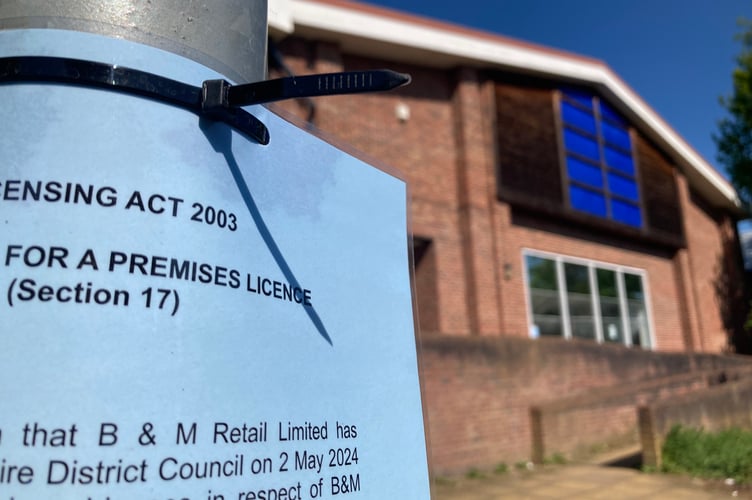 ENSING ACT 2003
FOR A PREMISES LICENCE
(Section 17)
that B & M Retail Limited has
ire District Council on 2 May 2024
in respect of B&M